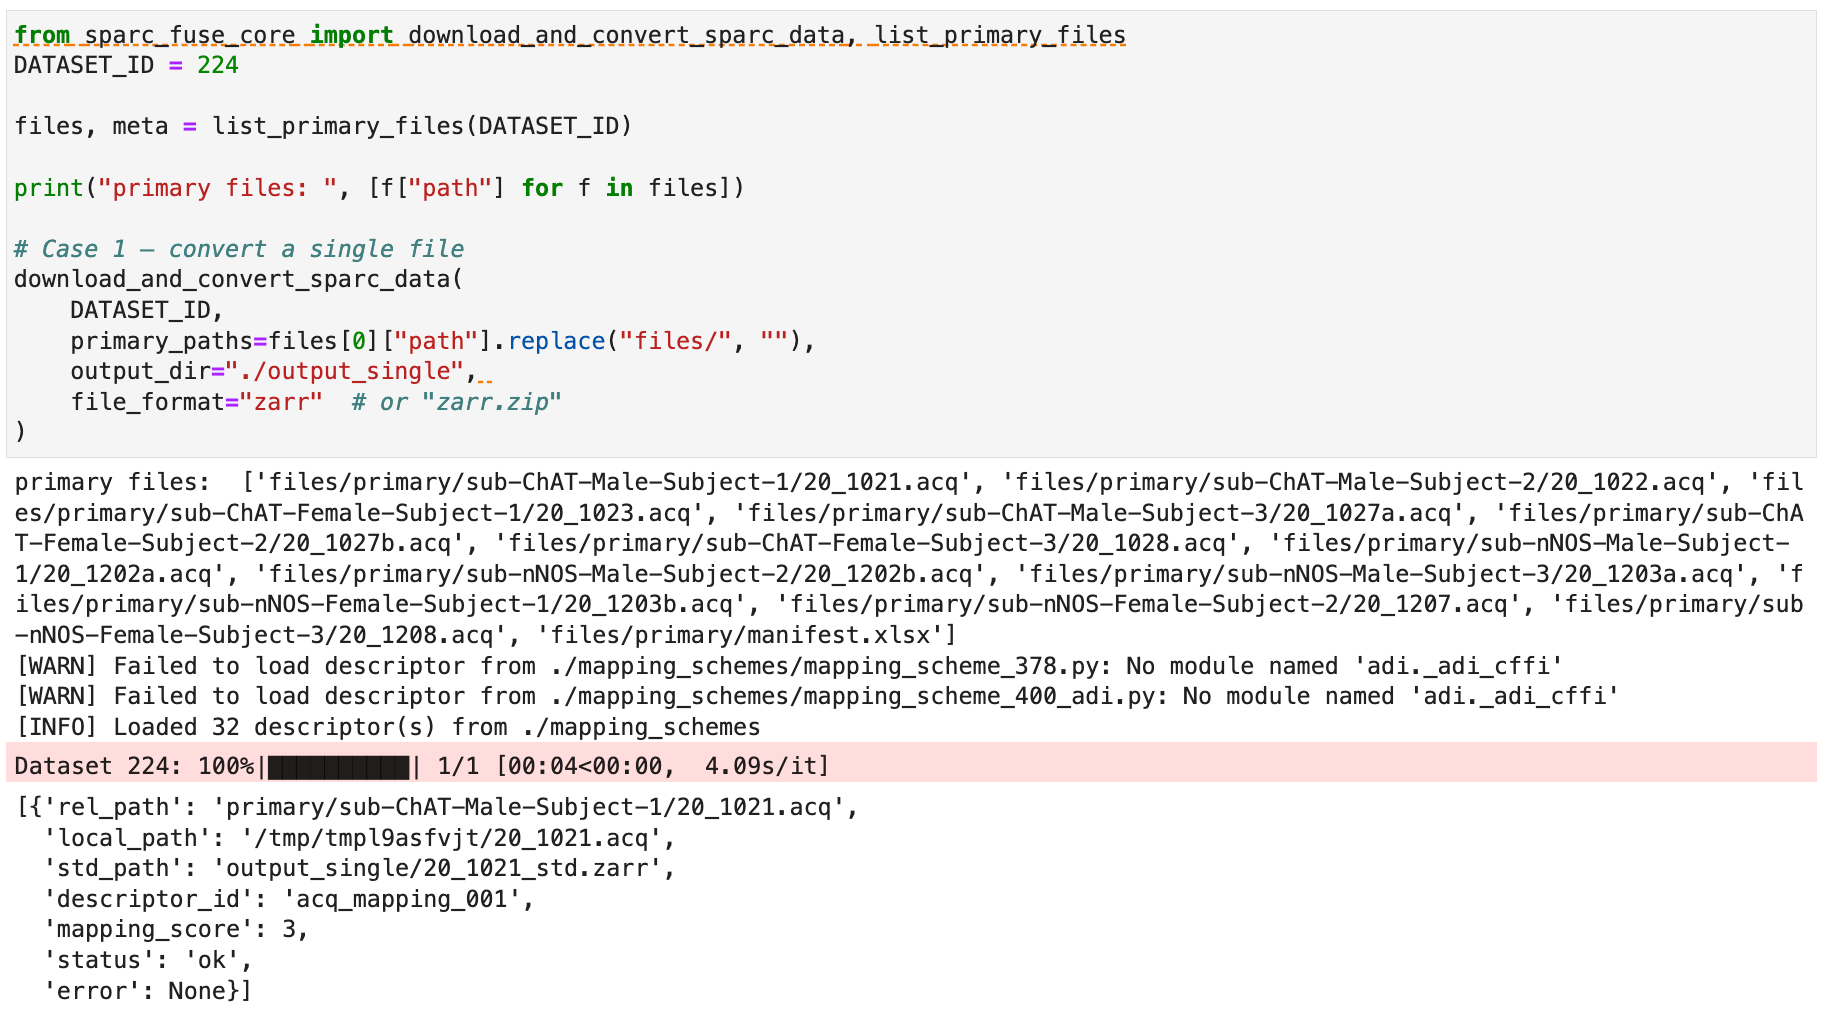 from sparc_fuse_core import download_and_convert_sparc_data, list_primary_files
DATASET_ID = 224
files, meta = list_primary_files(DATASET_ID)
print("primary files: ", [f["path"] for f in files])
# Case 1 – convert a single file
download_and_convert_sparc_data(
    DATASET_ID,
    primary_paths=files[0]["path"].replace("files/", ""),
    output_dir="./output_single",
    file_format="zarr"  # or "zarr.zip"
)
primary files:  ['files/primary/sub-ChAT-Male-Subject-1/20_1021.acq', 'files/primary/sub-ChAT-Male-Subject-2/20_1022.acq', 'fil
es/primary/sub-ChAT-Female-Subject-1/20_1023.acq', 'files/primary/sub-ChAT-Male-Subject-3/20_1027a.acq', 'files/primary/sub-ChA
T-Female-Subject-2/20_1027b.acq', 'files/primary/sub-ChAT-Female-Subject-3/20_1028.acq', 'files/primary/sub-nNOS-Male-Subject-
1/20_1202a.acq', 'files/primary/sub-nNOS-Male-Subject-2/20_1202b.acq', 'files/primary/sub-nNOS-Male-Subject-3/20_1203a.acq', 'f
iles/primary/sub-nNOS-Female-Subject-1/20_1203b.acq', 'files/primary/sub-nNOS-Female-Subject-2/20_1207.acq', 'files/primary/sub
-nNOS-Female-Subject-3/20_1208.acq', 'files/primary/manifest.xlsx']
[WARN] Failed to load descriptor from ./mapping_schemes/mapping_scheme_378.py: No module named 'adi._adi_cffi'
[WARN] Failed to load descriptor from ./mapping_schemes/mapping_scheme_400_adi.py: No module named 'adi._adi_cffi'
[INFO] Loaded 32 descriptor(s) from ./mapping_schemes
Dataset 224: 100%|██████████| 1/1 [00:04<00:00,  4.09s/it]
[{'rel_path': 'primary/sub-ChAT-Male-Subject-1/20_1021.acq',
  'local_path': '/tmp/tmpl9asfvjt/20_1021.acq',
  'std_path': 'output_single/20_1021_std.zarr',
  'descriptor_id': 'acq_mapping_001',
  'mapping_score': 3,
  'status': 'ok',
  'error': None}]